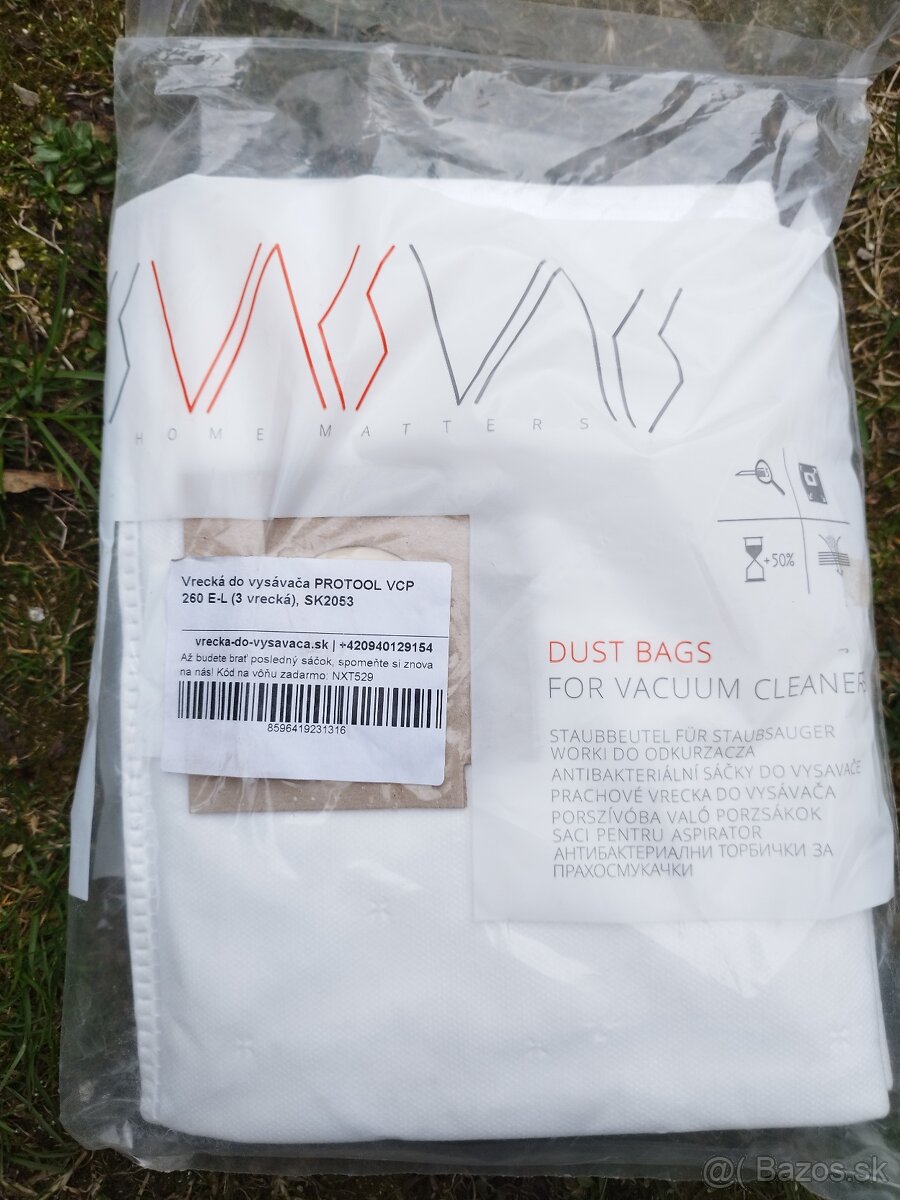 S VACS VACS
HOME MATTERS
+50%
Vrecká do vysávača PROTOOL VCP
260 E-L (3 vrecká), SK2053
vrecka-do-vysavaca.sk | +420940129154
Až budete brať posledný sáčok, spomeňte si znova
na nás! Kód na vôňu zadarmo: NXT529
8596419231316
DUST BAGS
FOR VACUUM CLEANER
STAUBBEUTEL FÜR STAUBSAUGER
WORKI DO ODKURZACZA
ANTIBAKTERIÁLNÍ SÁČKY DO VYSAVAČE
PRACHOVÉ VRECKA DO VYSÁVAČA
PORSZÍVÓBA VALÓ PORZSÁKOK
SACI PENTRU ASPIRATOR
АНТИБАКТЕРИАЛНИ ТОРБИЧКИ ЗА
ПРАХОСМУКАЧКИ
@( Bazos.sk